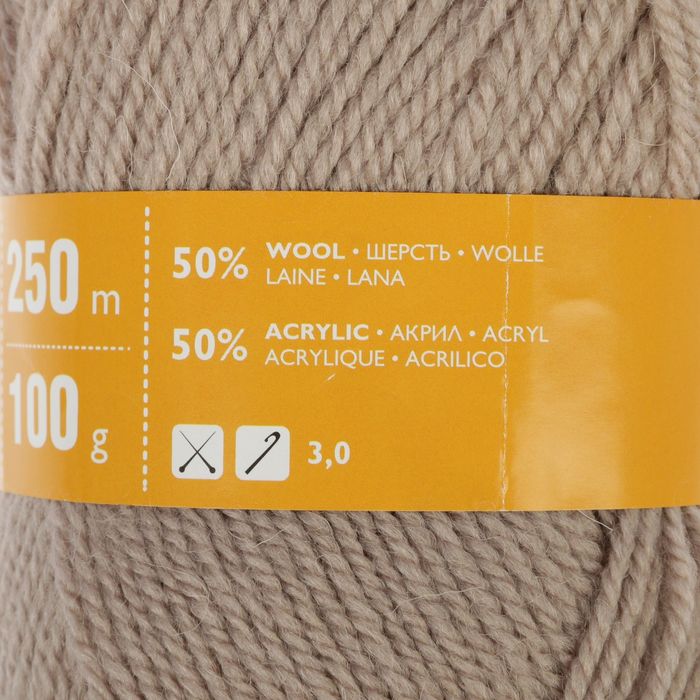 250 m
100 g
50% WOOL • ШЕРСТЬ • WOLLE
LAINE • LANA
50% ACRYLIC • АКРИЛ • ACRYL
ACRYLIQUE • ACRILICO
3,0